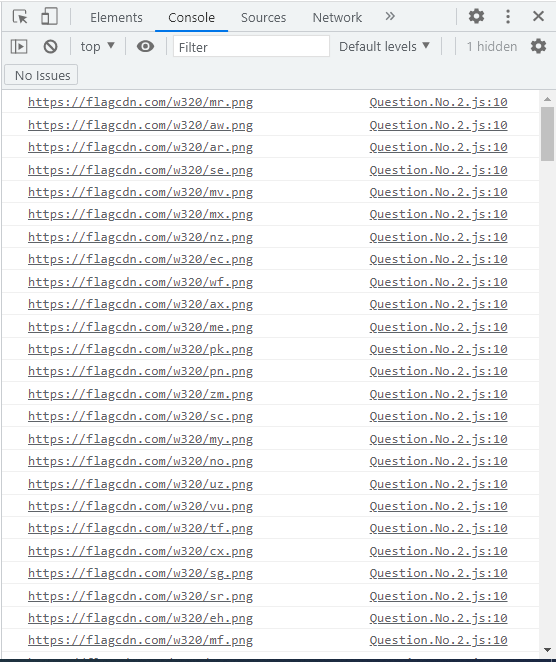 Elements Console Sources Network »
top ▼ Filter Default levels ▼ 1 hidden
No Issues
https://flagcdn.com/w320/mr.png Question.No.2.js:10
https://flagcdn.com/w320/aw.png Question.No.2.js:10
https://flagcdn.com/w320/ar.png Question.No.2.js:10
https://flagcdn.com/w320/se.png Question.No.2.js:10
https://flagcdn.com/w320/mv.png Question.No.2.js:10
https://flagcdn.com/w320/mx.png Question.No.2.js:10
https://flagcdn.com/w320/nz.png Question.No.2.js:10
https://flagcdn.com/w320/ec.png Question.No.2.js:10
https://flagcdn.com/w320/wf.png Question.No.2.js:10
https://flagcdn.com/w320/ax.png Question.No.2.js:10
https://flagcdn.com/w320/me.png Question.No.2.js:10
https://flagcdn.com/w320/pk.png Question.No.2.js:10
https://flagcdn.com/w320/pn.png Question.No.2.js:10
https://flagcdn.com/w320/zm.png Question.No.2.js:10
https://flagcdn.com/w320/sc.png Question.No.2.js:10
https://flagcdn.com/w320/my.png Question.No.2.js:10
https://flagcdn.com/w320/no.png Question.No.2.js:10
https://flagcdn.com/w320/uz.png Question.No.2.js:10
https://flagcdn.com/w320/vu.png Question.No.2.js:10
https://flagcdn.com/w320/tf.png Question.No.2.js:10
https://flagcdn.com/w320/cx.png Question.No.2.js:10
https://flagcdn.com/w320/sg.png Question.No.2.js:10
https://flagcdn.com/w320/sr.png Question.No.2.js:10
https://flagcdn.com/w320/eh.png Question.No.2.js:10
https://flagcdn.com/w320/mf.png Question.No.2.js:10